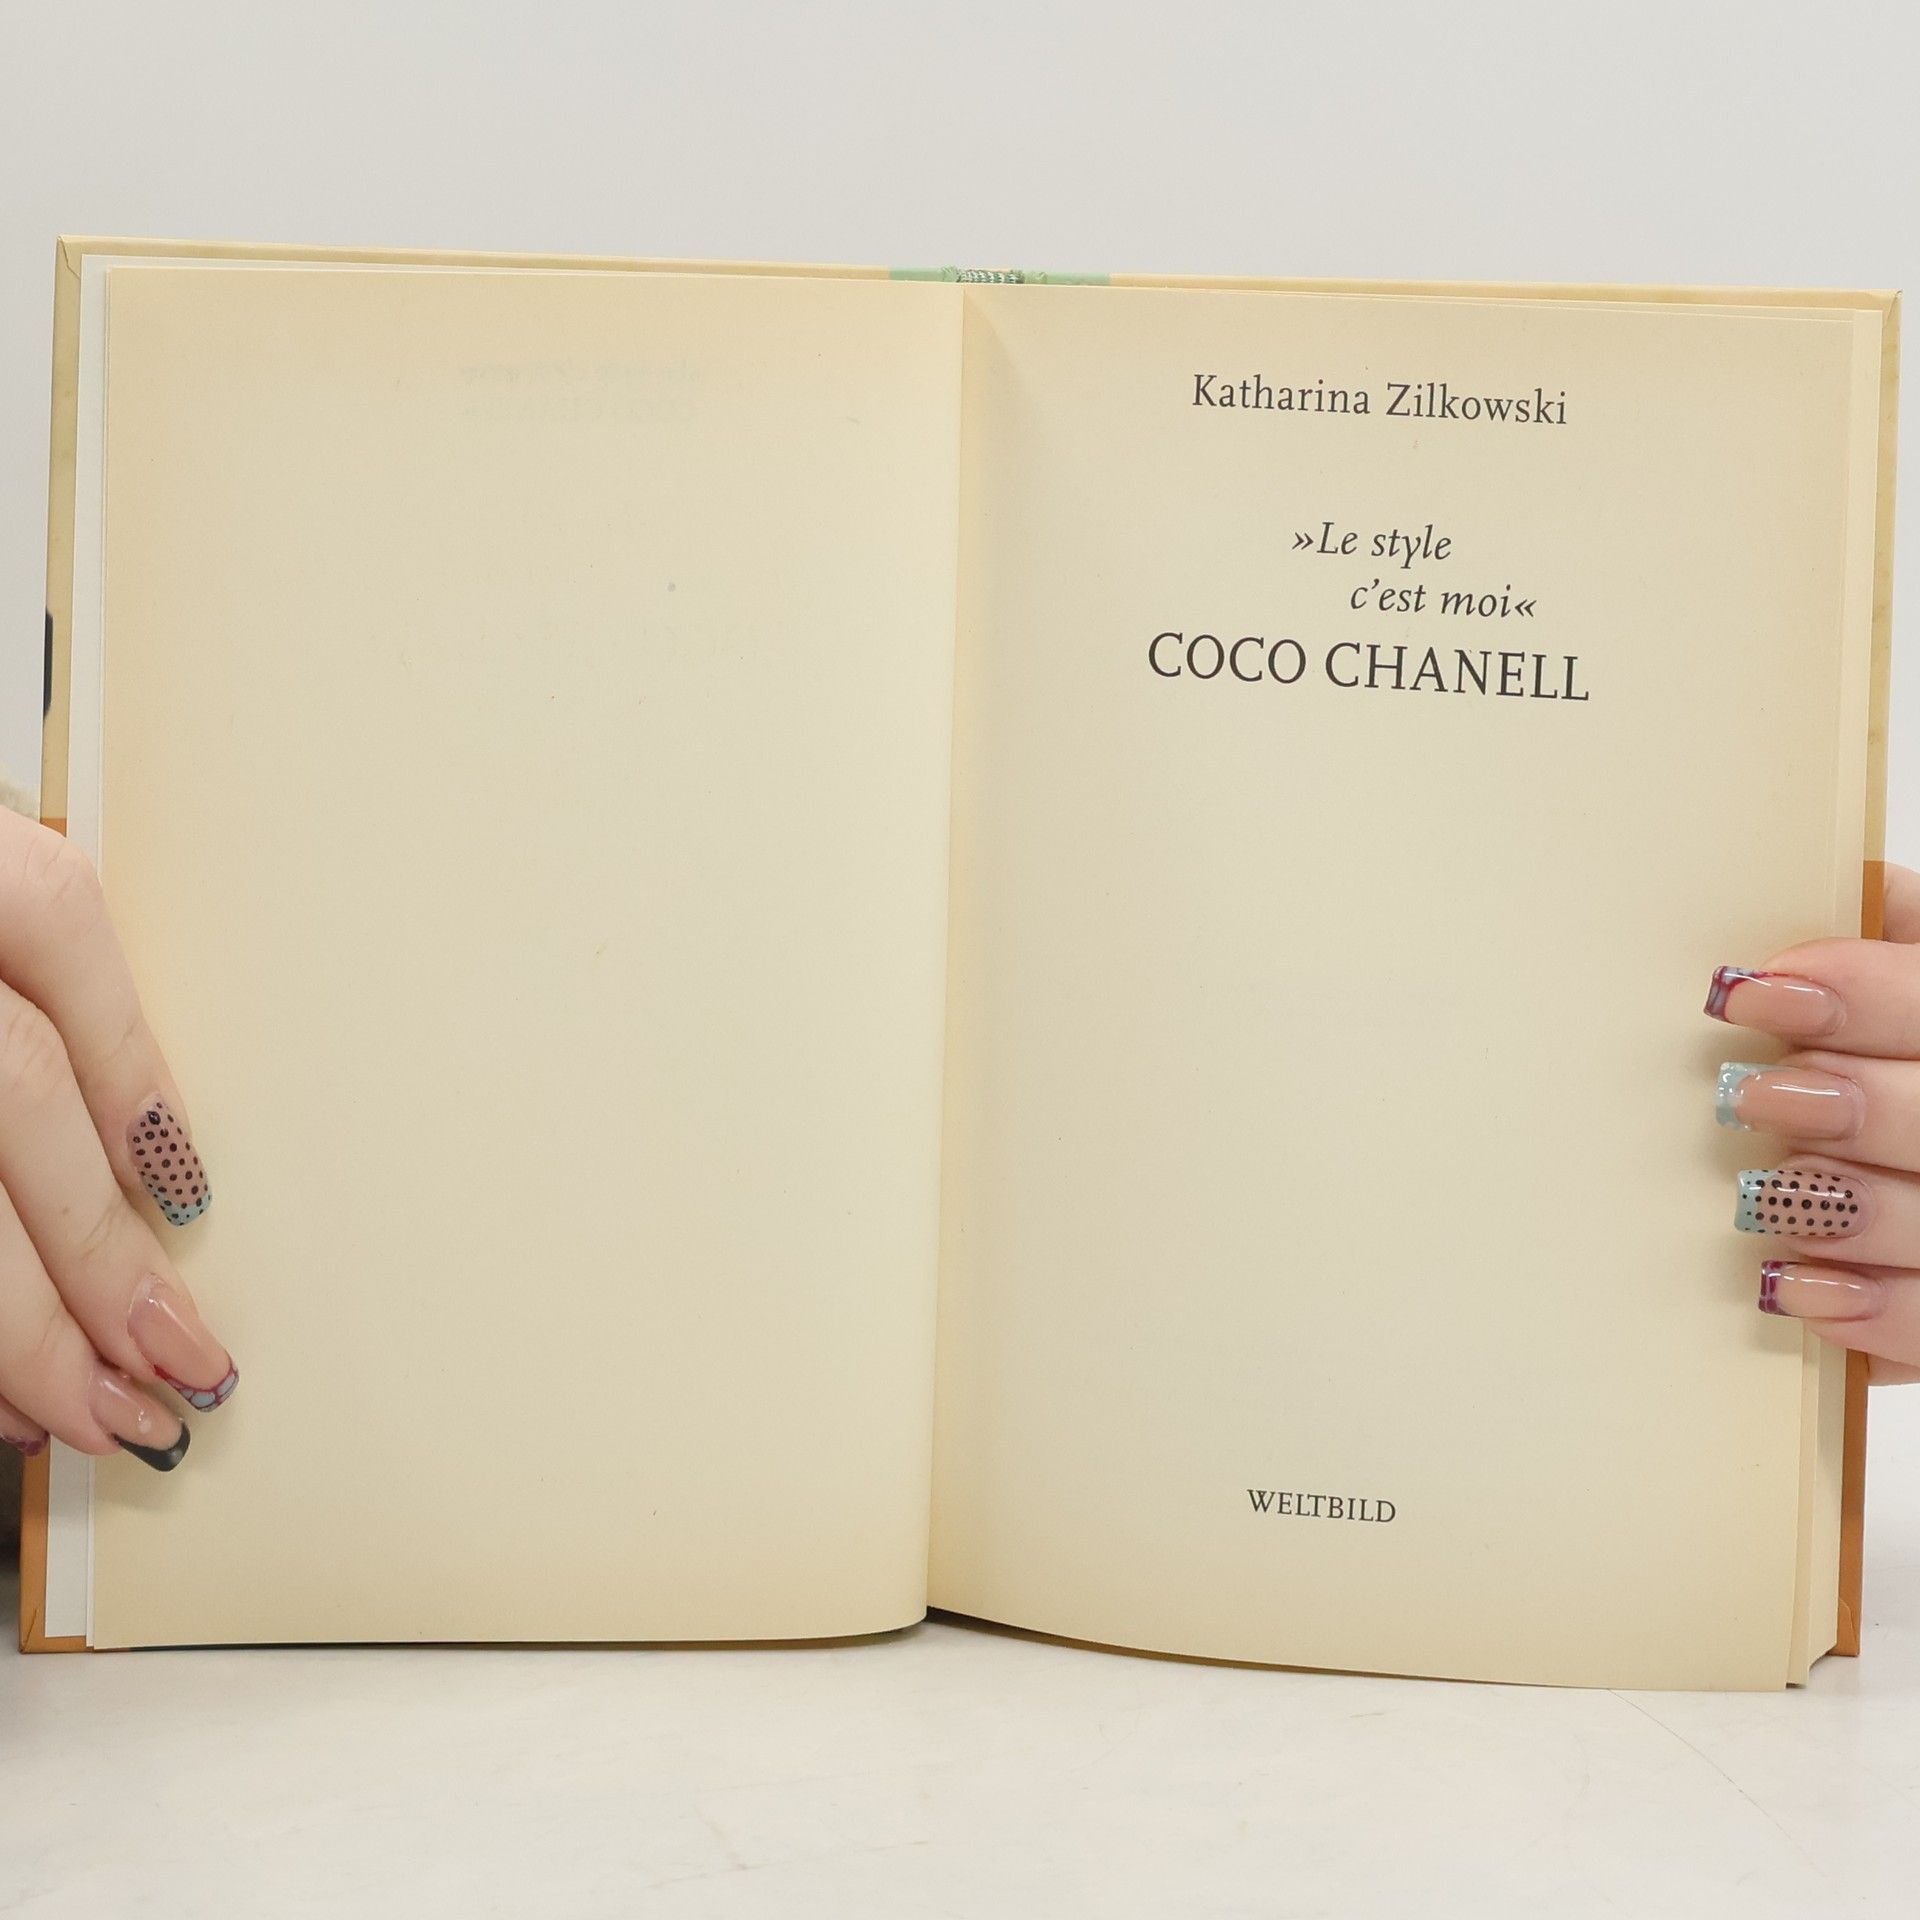 Katharina Zilkowski
»Le style
c'est moi«
COCO CHANELL
WELTBILD